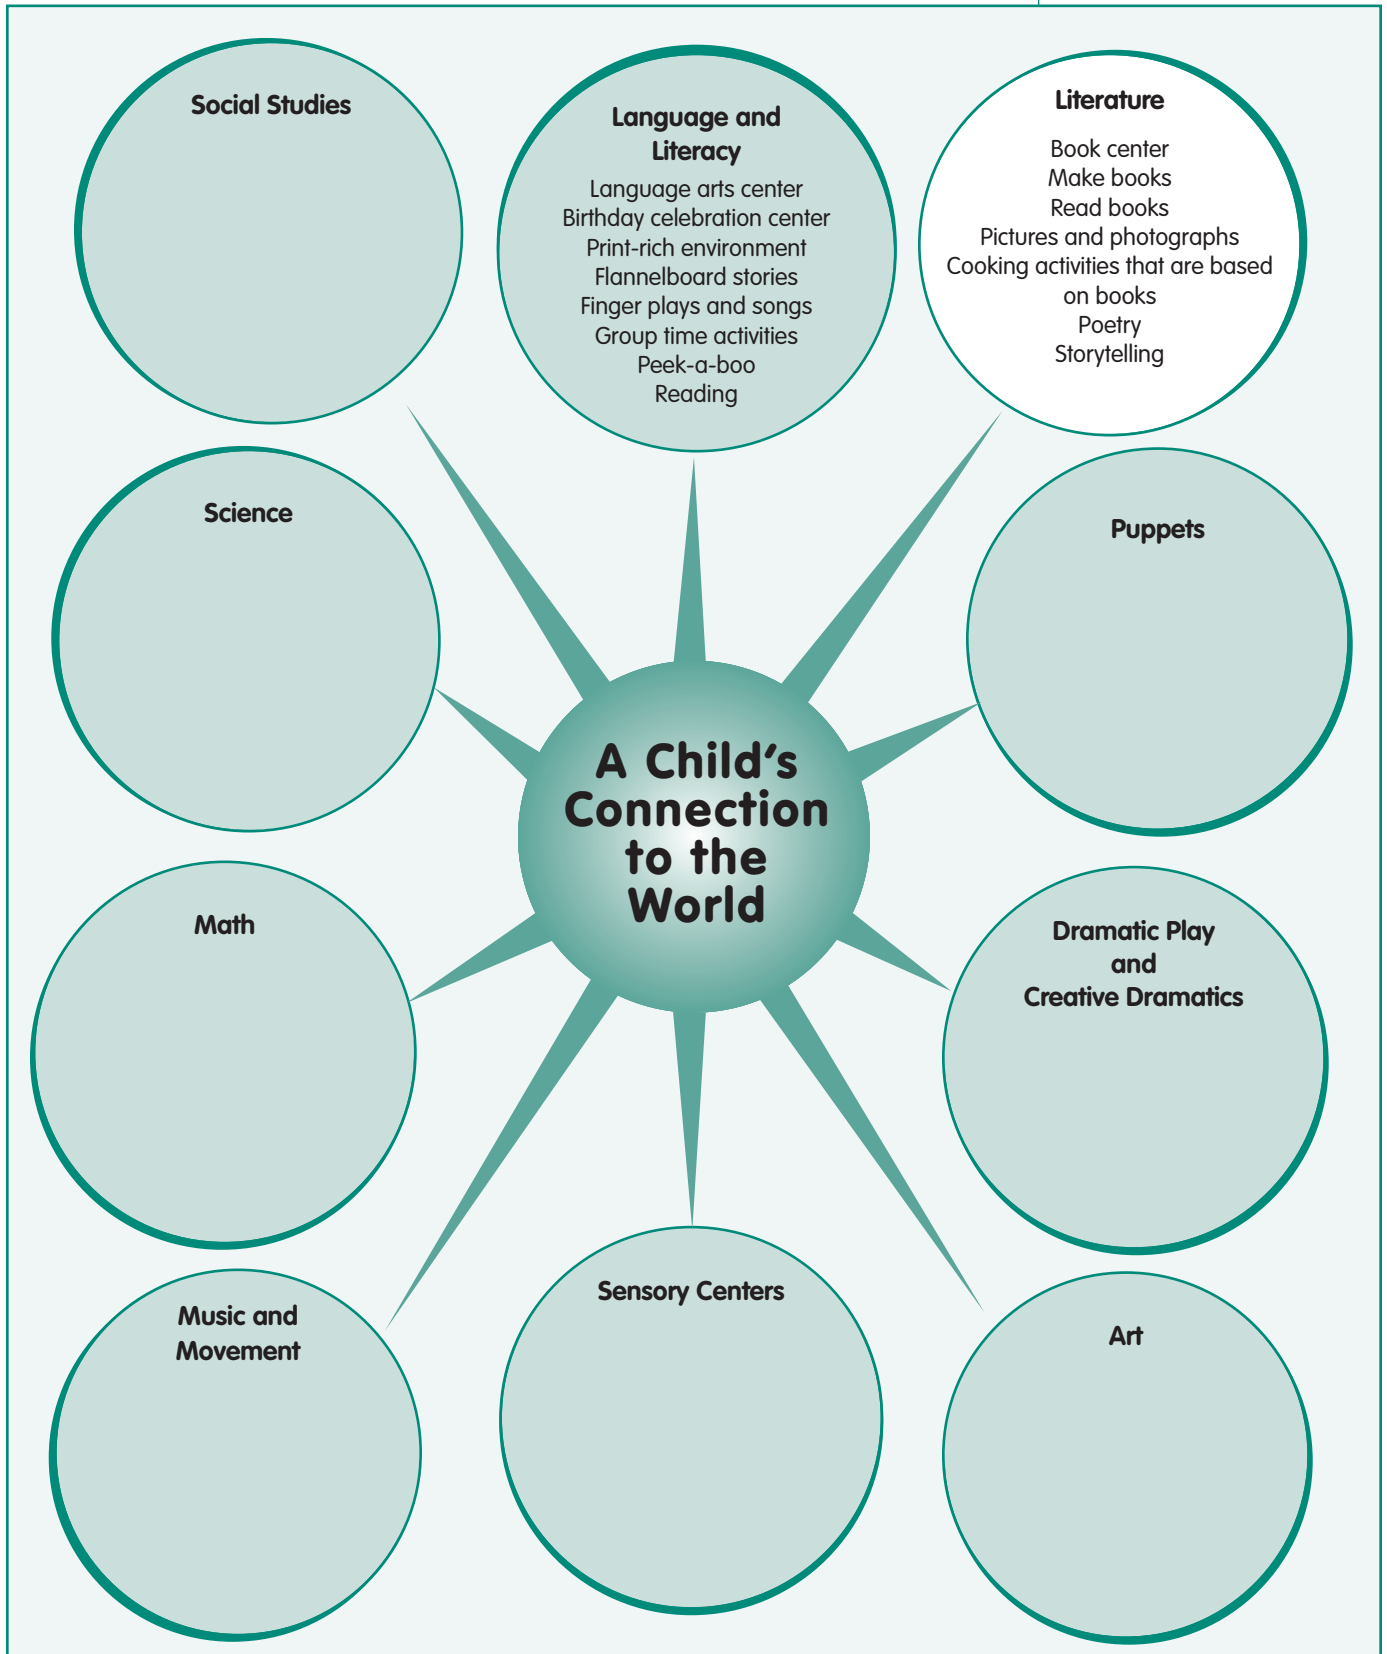 Social Studies
Language and
Literacy
Language arts center
Birthday celebration center
Print-rich environment
Flannelboard stories
Finger plays and songs
Group time activities
Peek-a-boo
Reading
Literature
Book center
Make books
Read books
Pictures and photographs
Cooking activities that are based
on books
Poetry
Storytelling
Science
Puppets
A Child's
Connection
to the
World
Math
Dramatic Play
and
Creative Dramatics
Music and
Movement
Sensory Centers
Art